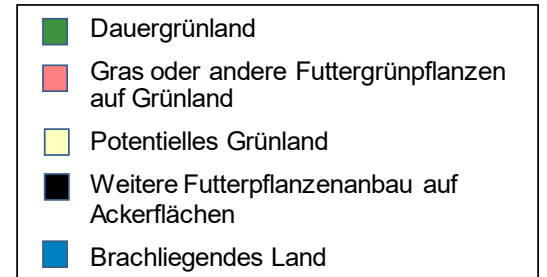 Dauergrünland
Gras oder andere Futtergrünpflanzen
auf Grünland
Potentielles Grünland
Weitere Futterpflanzenanbau auf
Ackerflächen
Brachliegendes Land